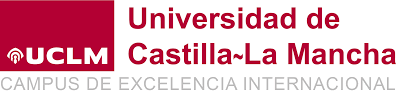 UCLM
Universidad de
Castilla~La Mancha
CAMPUS DE EXCELENCIA INTERNACIONAL